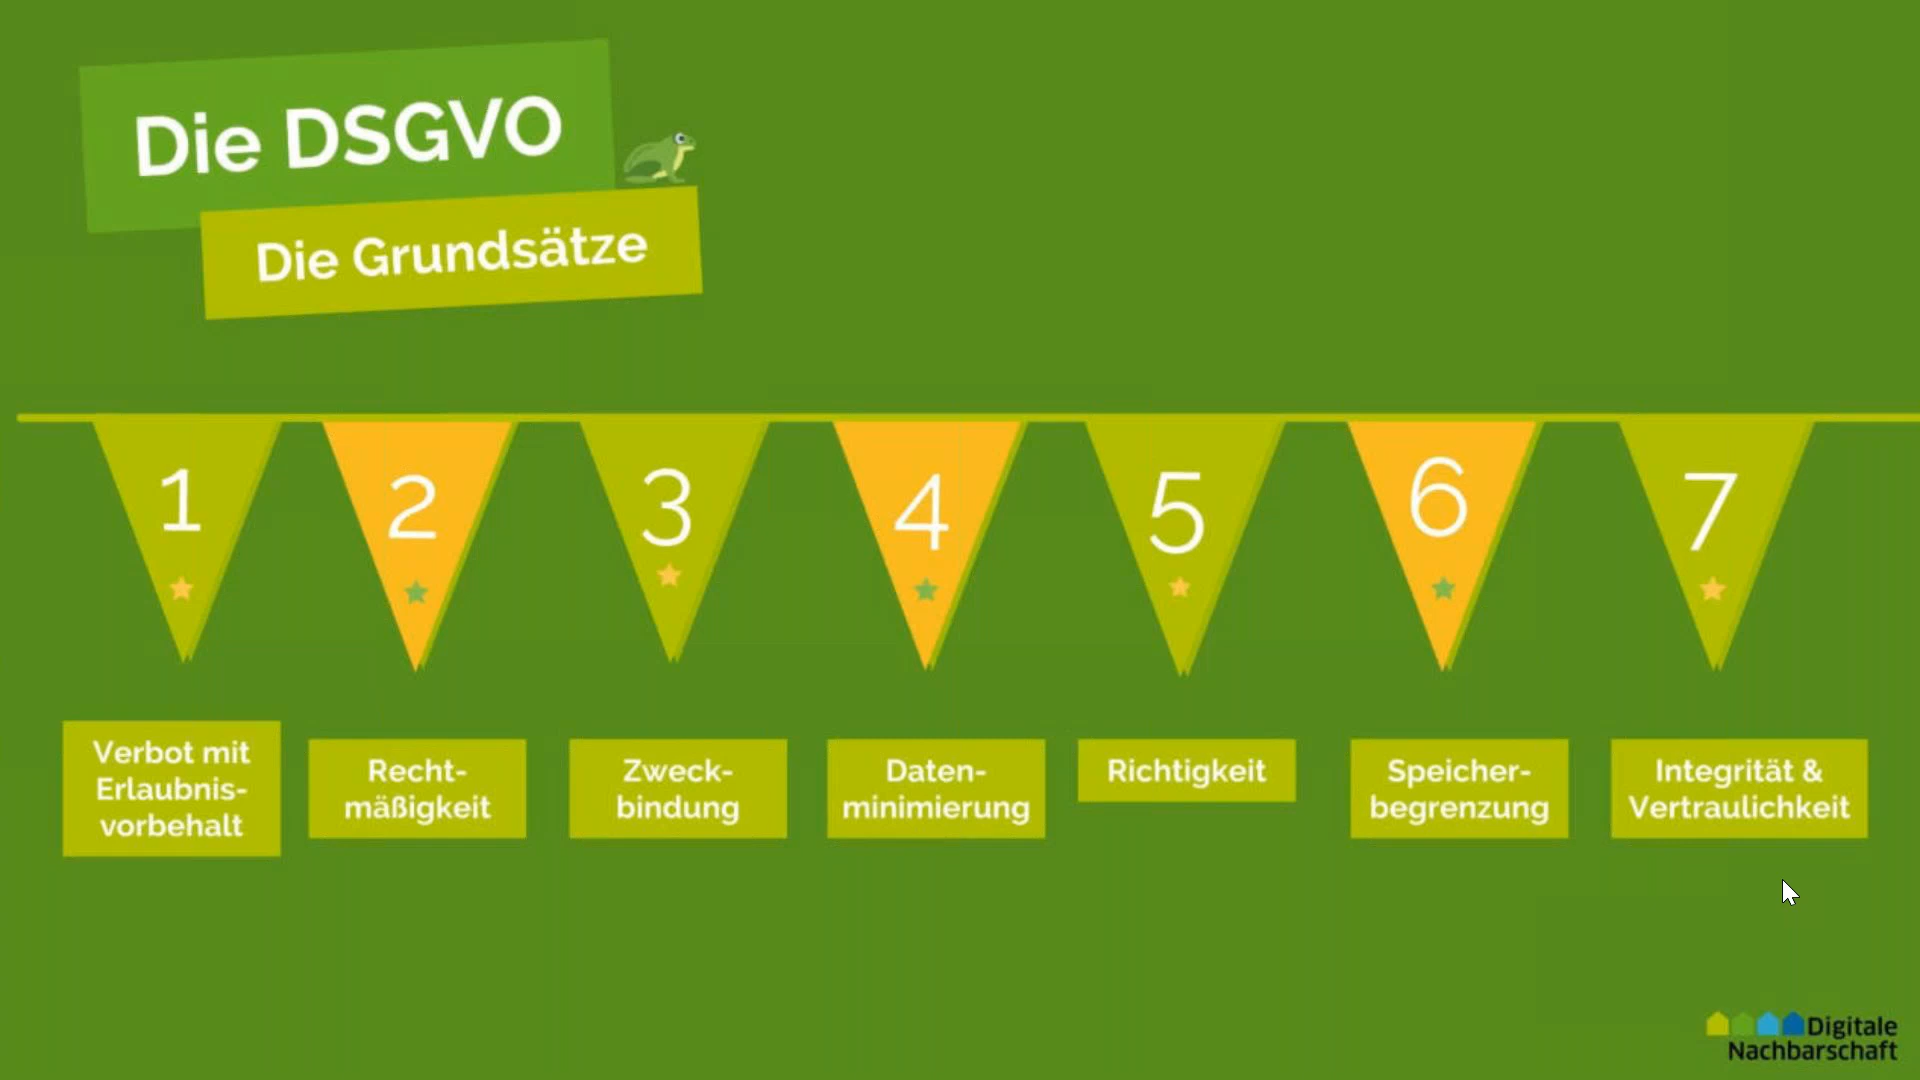 Die DSGVO
Die Grundsätze
1
2
3
4
5
6
7
Verbot mit
Erlaubnis-
vorbehalt
Recht-
mäßigkeit
Zweck-
bindung
Daten-
minimierung
Richtigkeit
Speicher-
begrenzung
Integrität &
Vertraulichkeit
Digitale
Nachbarschaft